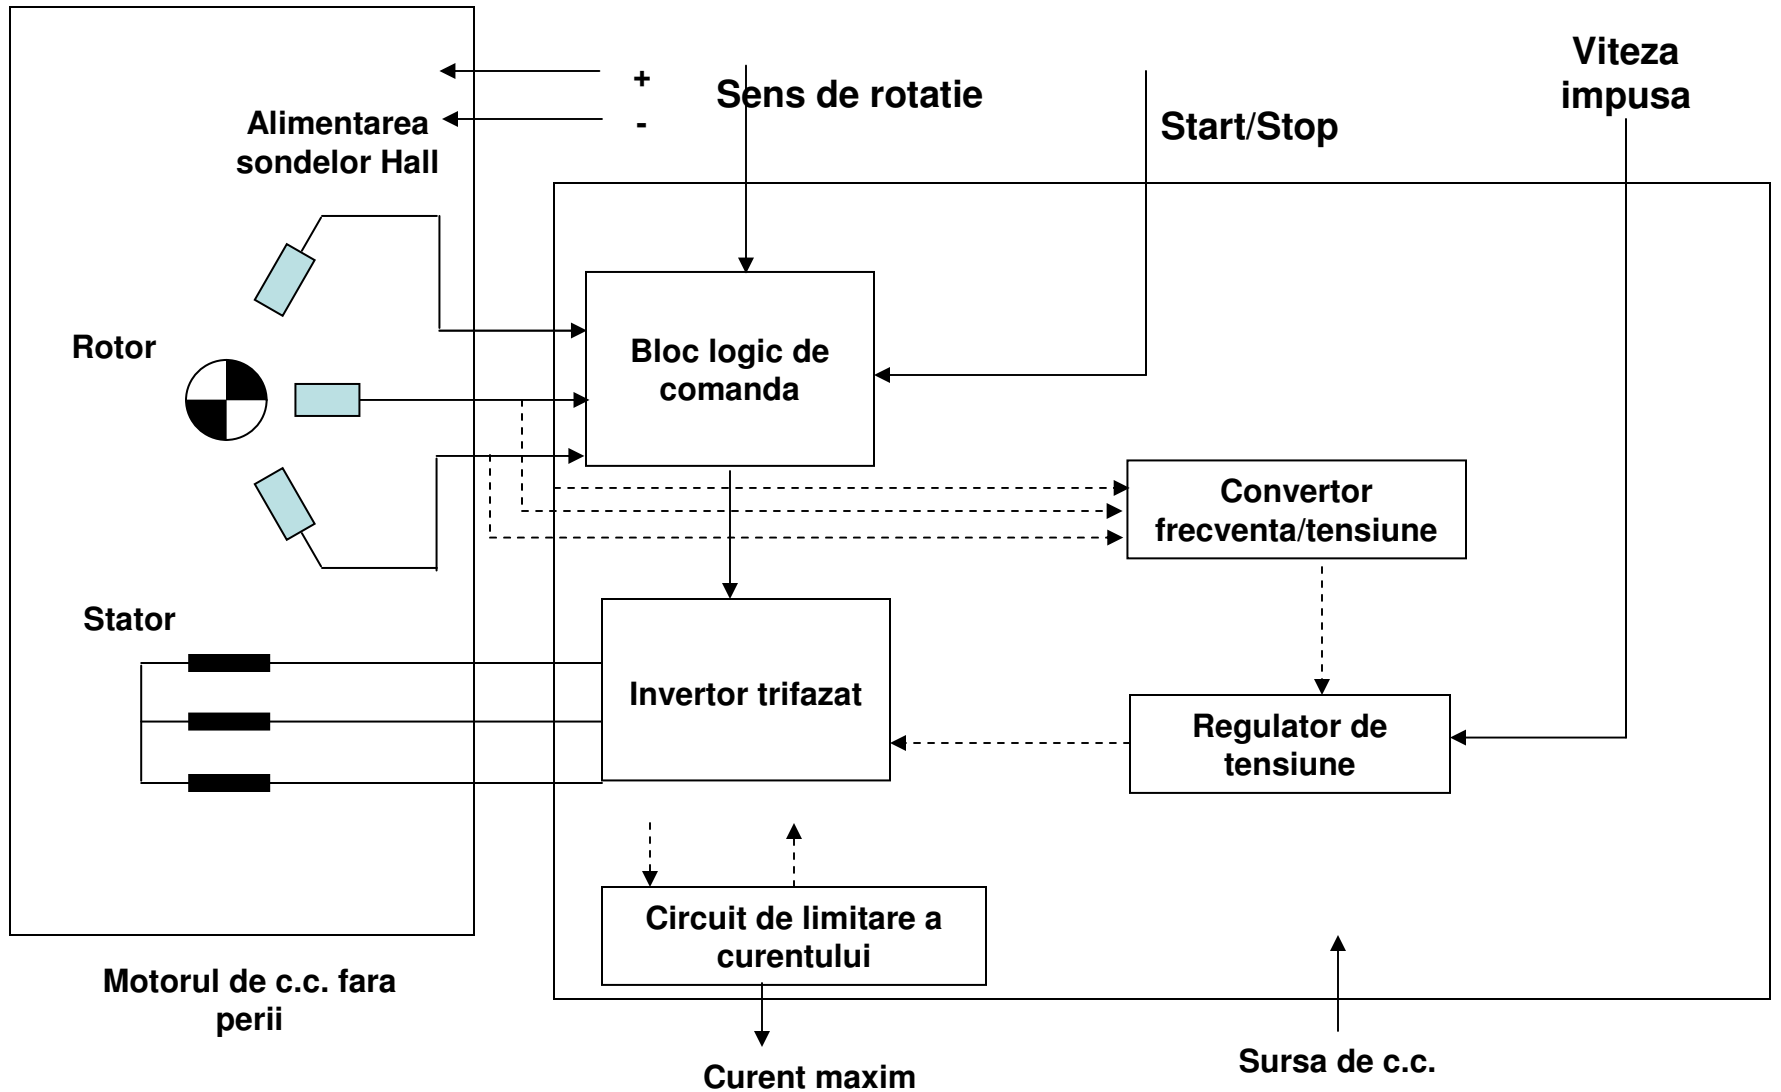 Viteza
impusa
+
Sens de rotatie
-
Alimentarea
sondelor Hall
Start/Stop
Rotor
Bloc logic de
comanda
Convertor
frecventa/tensiune
Stator
Invertor trifazat
Regulator de
tensiune
Circuit de limitare a
curentului
Motorul de c.c. fara
perii
Curent maxim
Sursa de c.c.